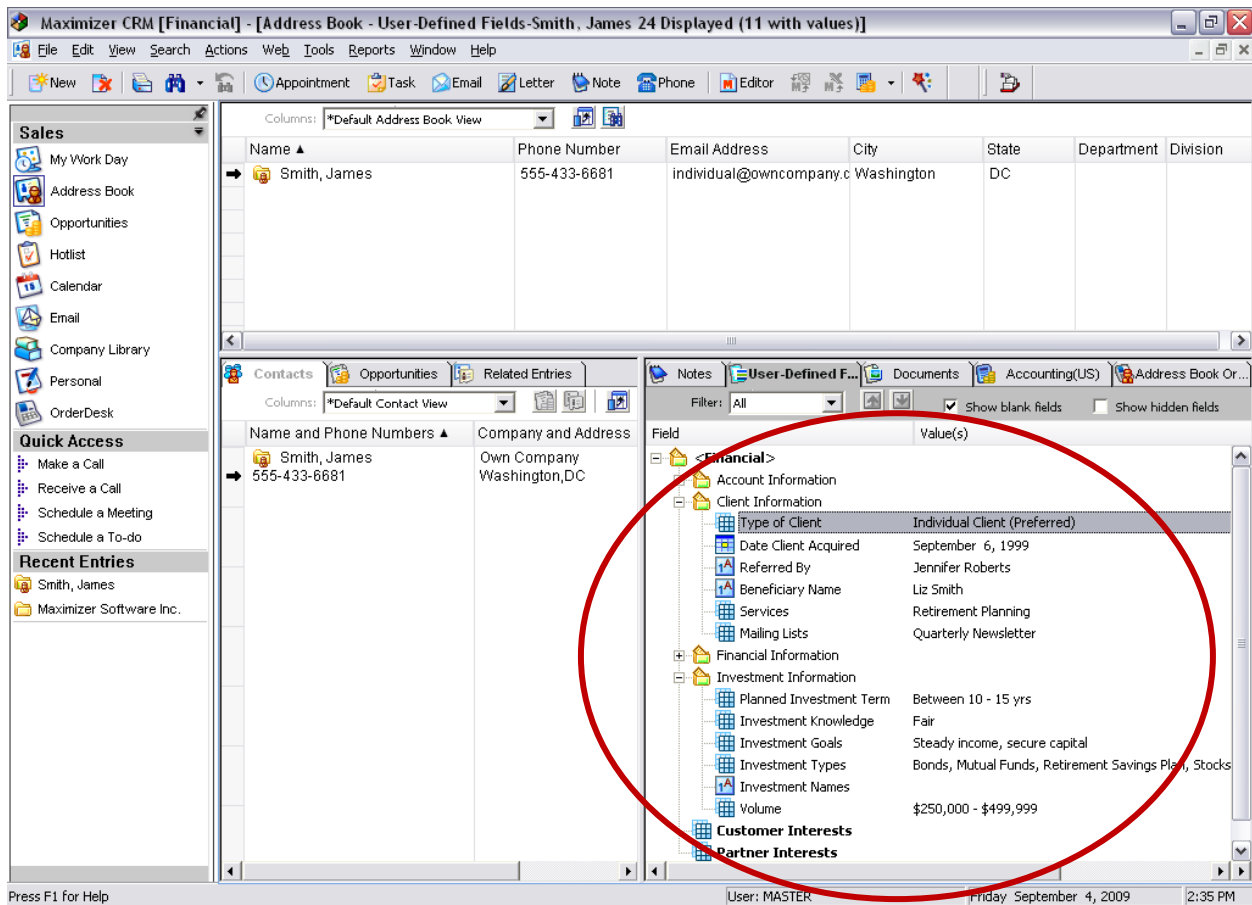 Maximizer CRM [Financial] - [Address Book - User-Defined Fields-Smith, James 24 Displayed (11 with values)]
File Edit View Search Actions Web Tools Reports Window Help
New Appointment Task Email Letter Note Phone Editor
Sales
My Work Day
Address Book
Opportunities
Hotlist
Calendar
Email
Company Library
Personal
OrderDesk
Quick Access
Make a Call
Receive a Call
Schedule a Meeting
Schedule a To-do
Recent Entries
Smith, James
Maximizer Software Inc.
Columns: *Default Address Book View
Name Phone Number Email Address City State Department Division
Smith, James 555-433-6681 individual@owncompany.c Washington DC
Contacts Opportunities Related Entries
Columns: *Default Contact View
Name and Phone Numbers Company and Address
Smith, James Own Company
555-433-6681 Washington,DC
Notes User-Defined F... Documents Accounting(US) Address Book Or...
Filter: All Show blank fields Show hidden fields
Field Value(s)
<Financial>
Account Information
Client Information
Type of Client Individual Client (Preferred)
Date Client Acquired September 6, 1999
Referred By Jennifer Roberts
Beneficiary Name Liz Smith
Services Retirement Planning
Mailing Lists Quarterly Newsletter
Financial Information
Investment Information
Planned Investment Term Between 10 - 15 yrs
Investment Knowledge Fair
Investment Goals Steady income, secure capital
Investment Types Bonds, Mutual Funds, Retirement Savings Plan, Stocks
Investment Names
Volume $250,000 - $499,999
Customer Interests
Partner Interests
Press F1 for Help User: MASTER Friday September 4, 2009 2:35 PM